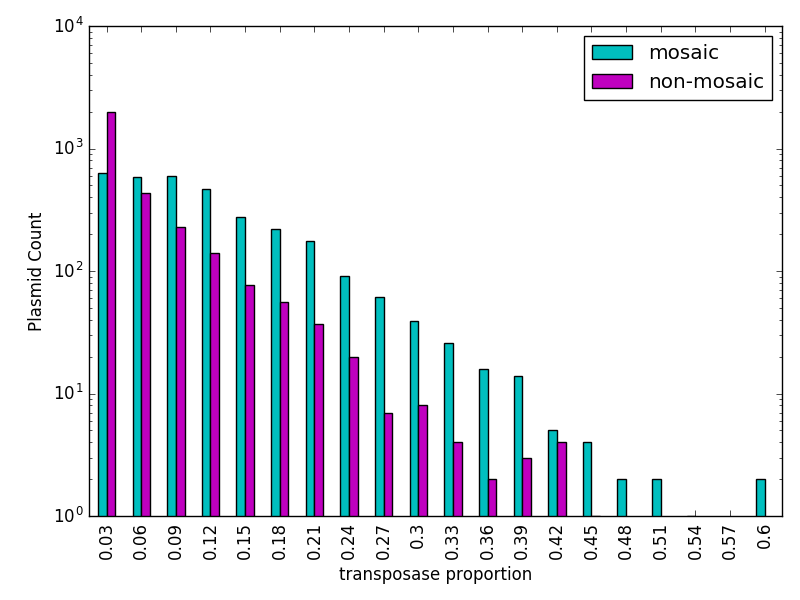 10^4
10^3
10^2
10^1
10^0
Plasmid Count
mosaic
non-mosaic
0.03 0.06 0.09 0.12 0.15 0.18 0.21 0.24 0.27 0.3 0.33 0.36 0.39 0.42 0.45 0.48 0.51 0.54 0.57 0.6
transposase proportion